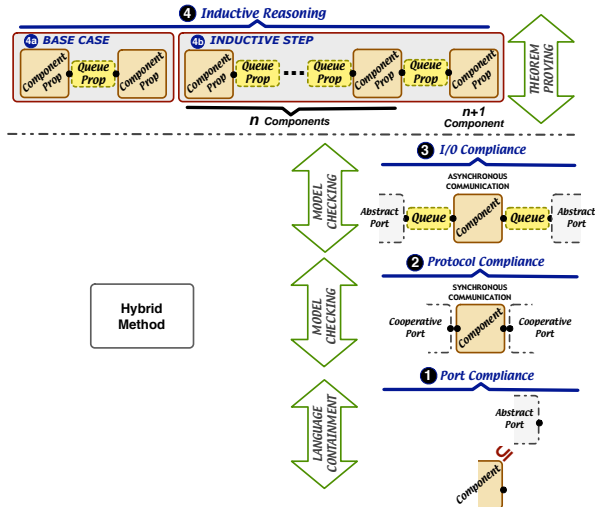 4 Inductive Reasoning
4a BASE CASE
4b INDUCTIVE STEP
Component Prop
Queue Prop
Component Prop
Component Prop
Queue Prop
...
Queue Prop
Component Prop
Queue Prop
Component Prop
n Components
n+1
Component
THEOREM
PROVING
3 I/O Compliance
ASYNCHRONOUS
COMMUNICATION
Abstract
Port
Queue
Component
Queue
Abstract
Port
MODEL
CHECKING
2 Protocol Compliance
SYNCHRONOUS
COMMUNICATION
Cooperative
Port
Component
Cooperative
Port
MODEL
CHECKING
Hybrid
Method
1 Port Compliance
Abstract
Port
⊆
Component
LANGUAGE
CONTAINMENT